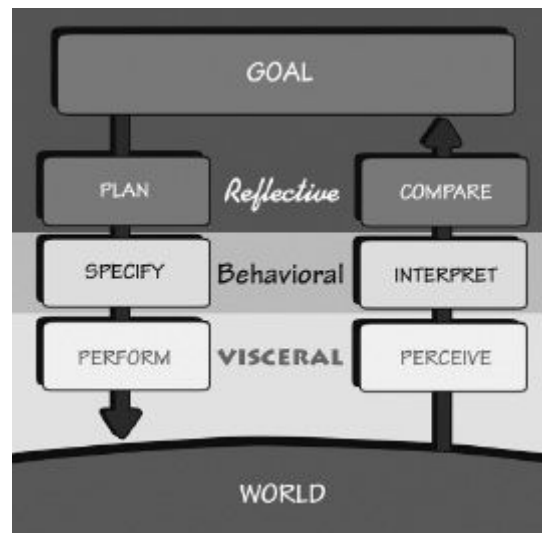 GOAL
PLAN
Reflective
COMPARE
SPECIFY
Behavioral
INTERPRET
PERFORM
VISCERAL
PERCEIVE
WORLD